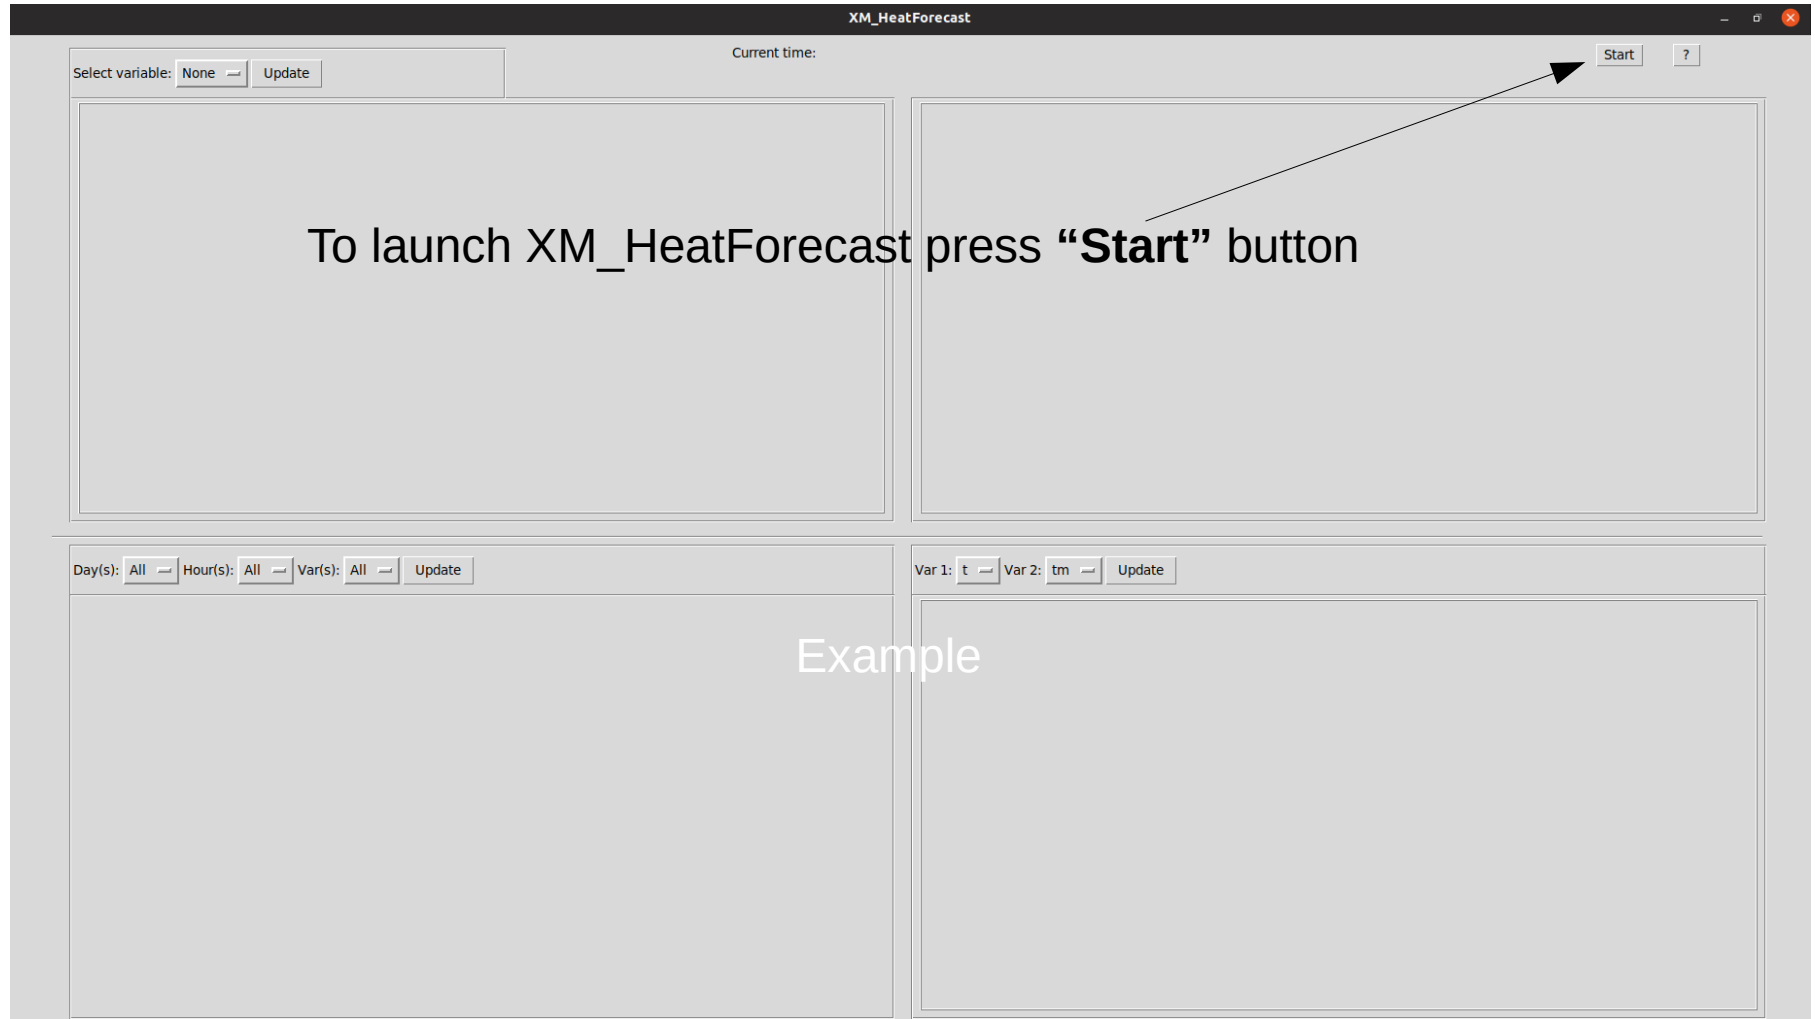 XM_HeatForecast
Current time:
Start
?
Select variable: None Update
To launch XM_HeatForecast press “Start” button
Day(s): All Hour(s): All Var(s): All Update
Var 1: t Var 2: tm Update
Example